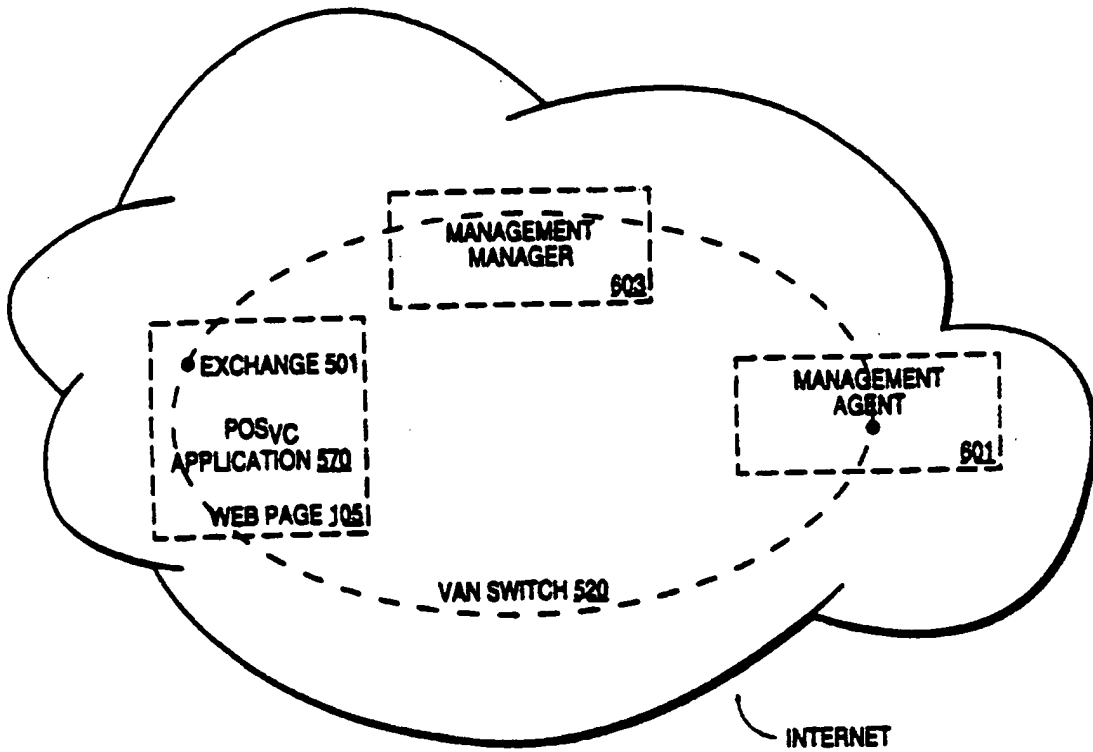 MANAGEMENT
MANAGER
603
EXCHANGE 501
POSVC
APPLICATION 570
WEB PAGE 105
MANAGEMENT
AGENT
601
VAN SWITCH 520
INTERNET